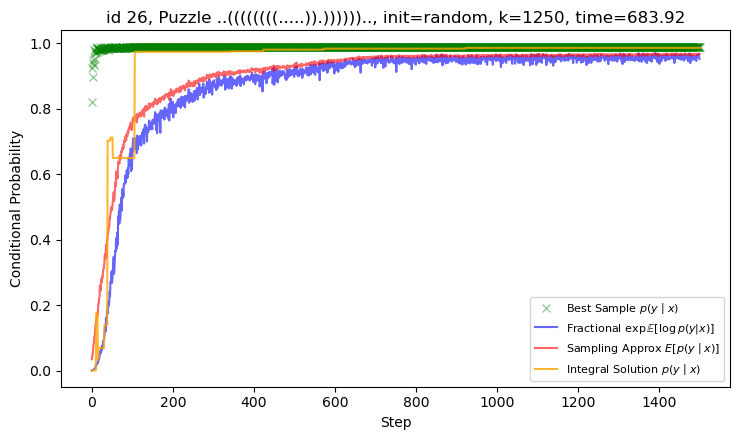 id 26, Puzzle ..((((((((.....)).)))))).., init=random, k=1250, time=683.92
Conditional Probability
1.0
0.8
0.6
0.4
0.2
0.0
Best Sample p(y | x)
Fractional exp 𝔼[log p(y|x)]
Sampling Approx E[p(y | x)]
Integral Solution p(y | x)
0 200 400 600 800 1000 1200 1400
Step